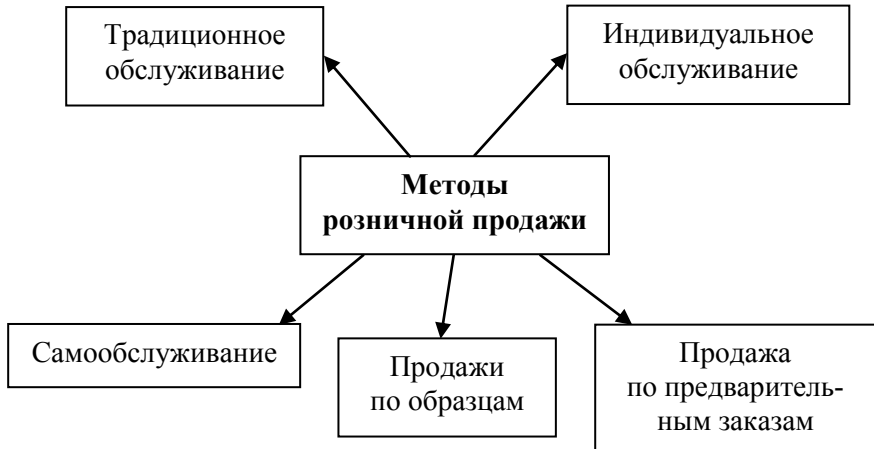 Традиционное
обслуживание
Индивидуальное
обслуживание
Методы
розничной продажи
Самообслуживание
Продажи
по образцам
Продажа
по предваритель-
ным заказам